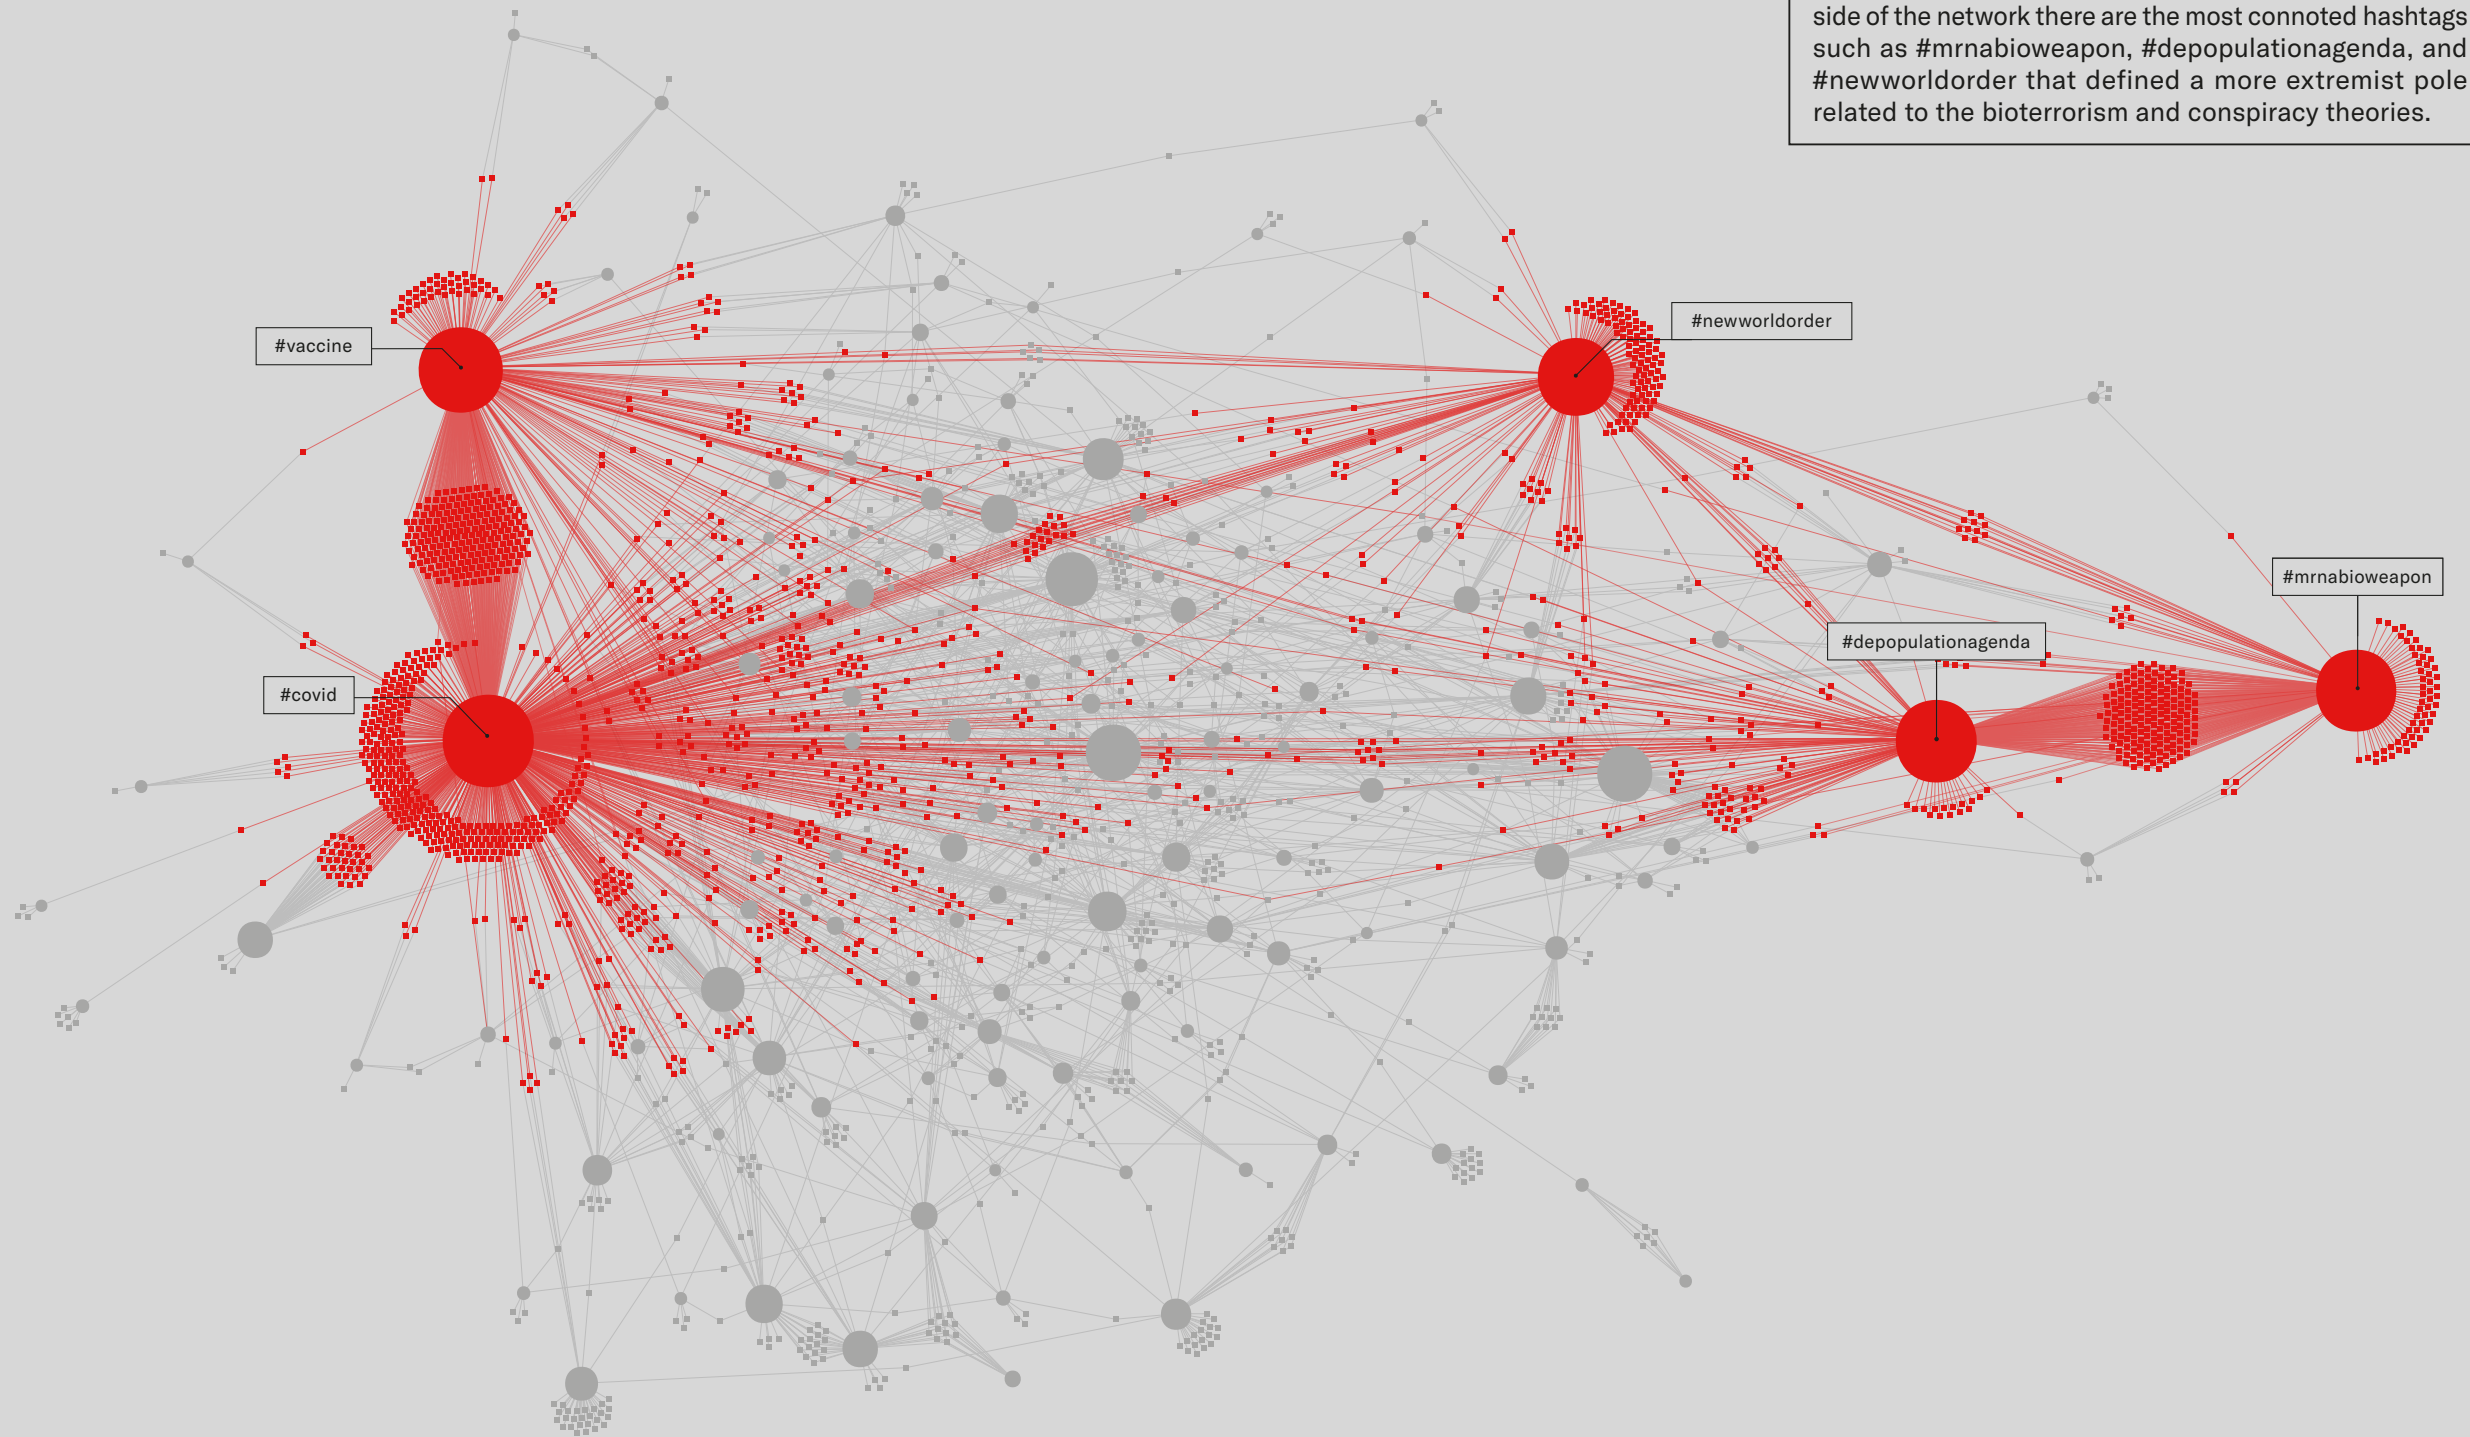 side of the network there are the most connoted hashtags
such as #mrnabioweapon, #depopulationagenda, and
#newworldorder that defined a more extremist pole
related to the bioterrorism and conspiracy theories.
#newworldorder
#vaccine
#mrnabioweapon
#depopulationagenda
#covid